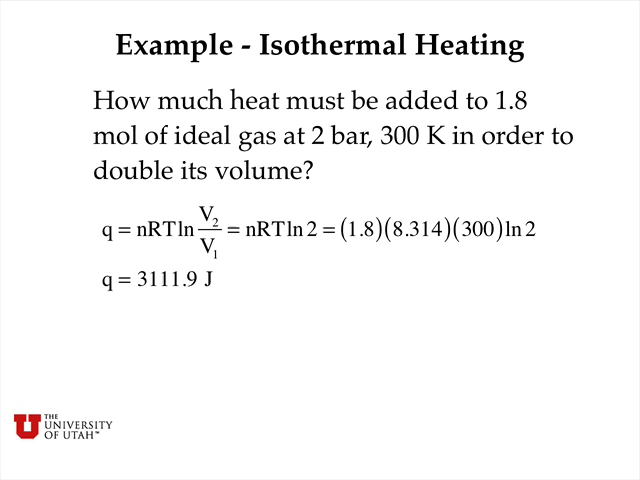 Example - Isothermal Heating
How much heat must be added to 1.8
mol of ideal gas at 2 bar, 300 K in order to
double its volume?
q = nRT ln V₂/V₁ = nRT ln 2 = (1.8)(8.314)(300) ln 2
q = 3111.9 J
THE
UNIVERSITY
OF UTAH™